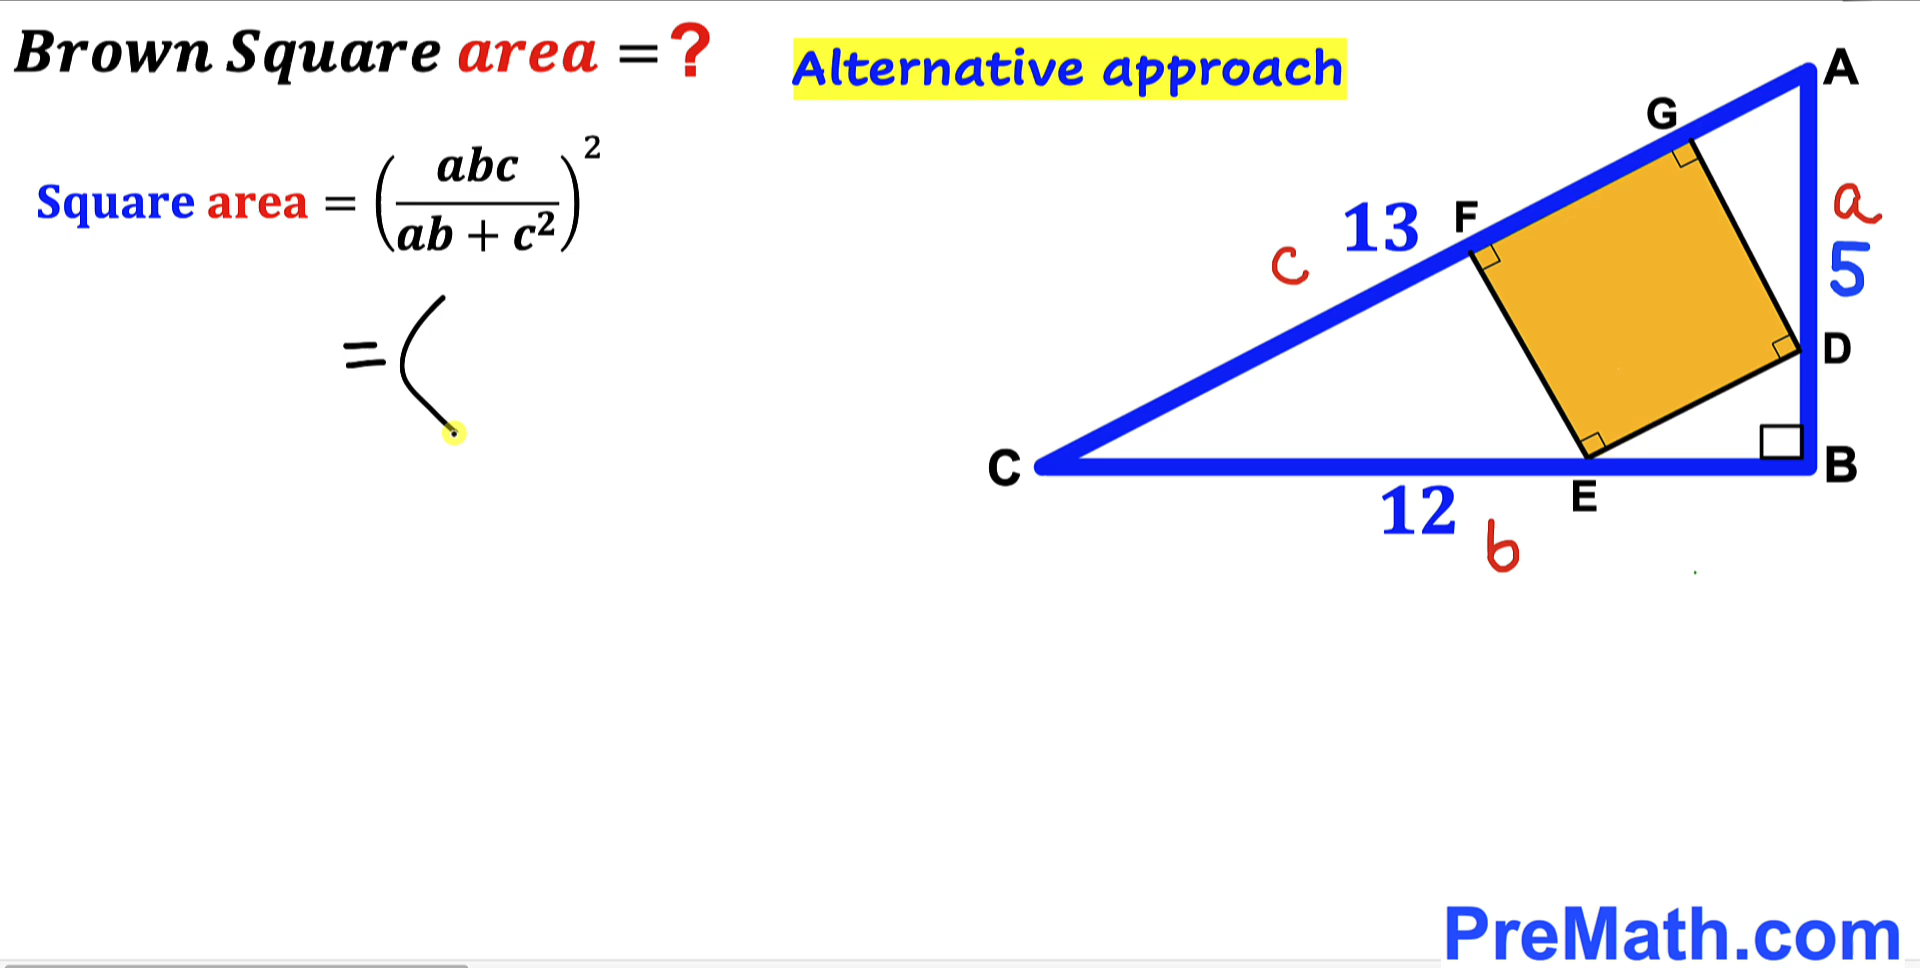 Brown Square area = ?
Alternative approach
Square area = (abc / ab + c²)²
= (
A
G
a
13 F
5
c
D
C
B
12
E
b
PreMath.com